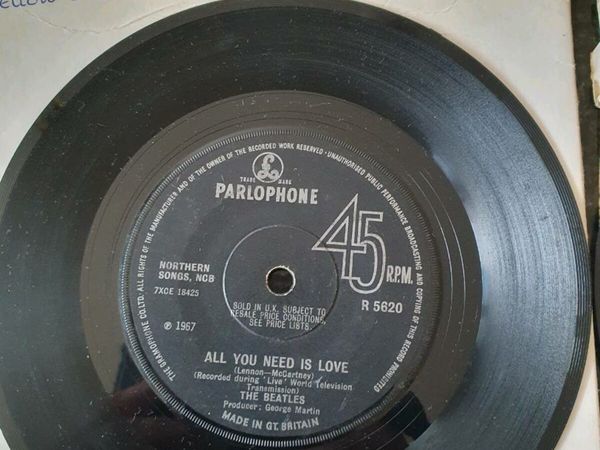 THE GRAMOPHONE CO. LTD. ALL RIGHTS OF THE MANUFACTURER AND OF THE OWNER OF THE RECORDED WORK RESERVED · UNAUTHORISED PUBLIC PERFORMANCE BROADCASTING AND COPYING OF THIS RECORD PROHIBITED
TRADE MARK
PARLOPHONE
45
R.P.M.
NORTHERN
SONGS, NCB
7XCE 18425
R 5620
SOLD IN U.K. SUBJECT TO
RESALE PRICE CONDITIONS,
SEE PRICE LISTS
℗ 1967
ALL YOU NEED IS LOVE
(Lennon—McCartney)
(Recorded during 'Live' World Television
Transmission)
THE BEATLES
Producer: George Martin
MADE IN GT. BRITAIN